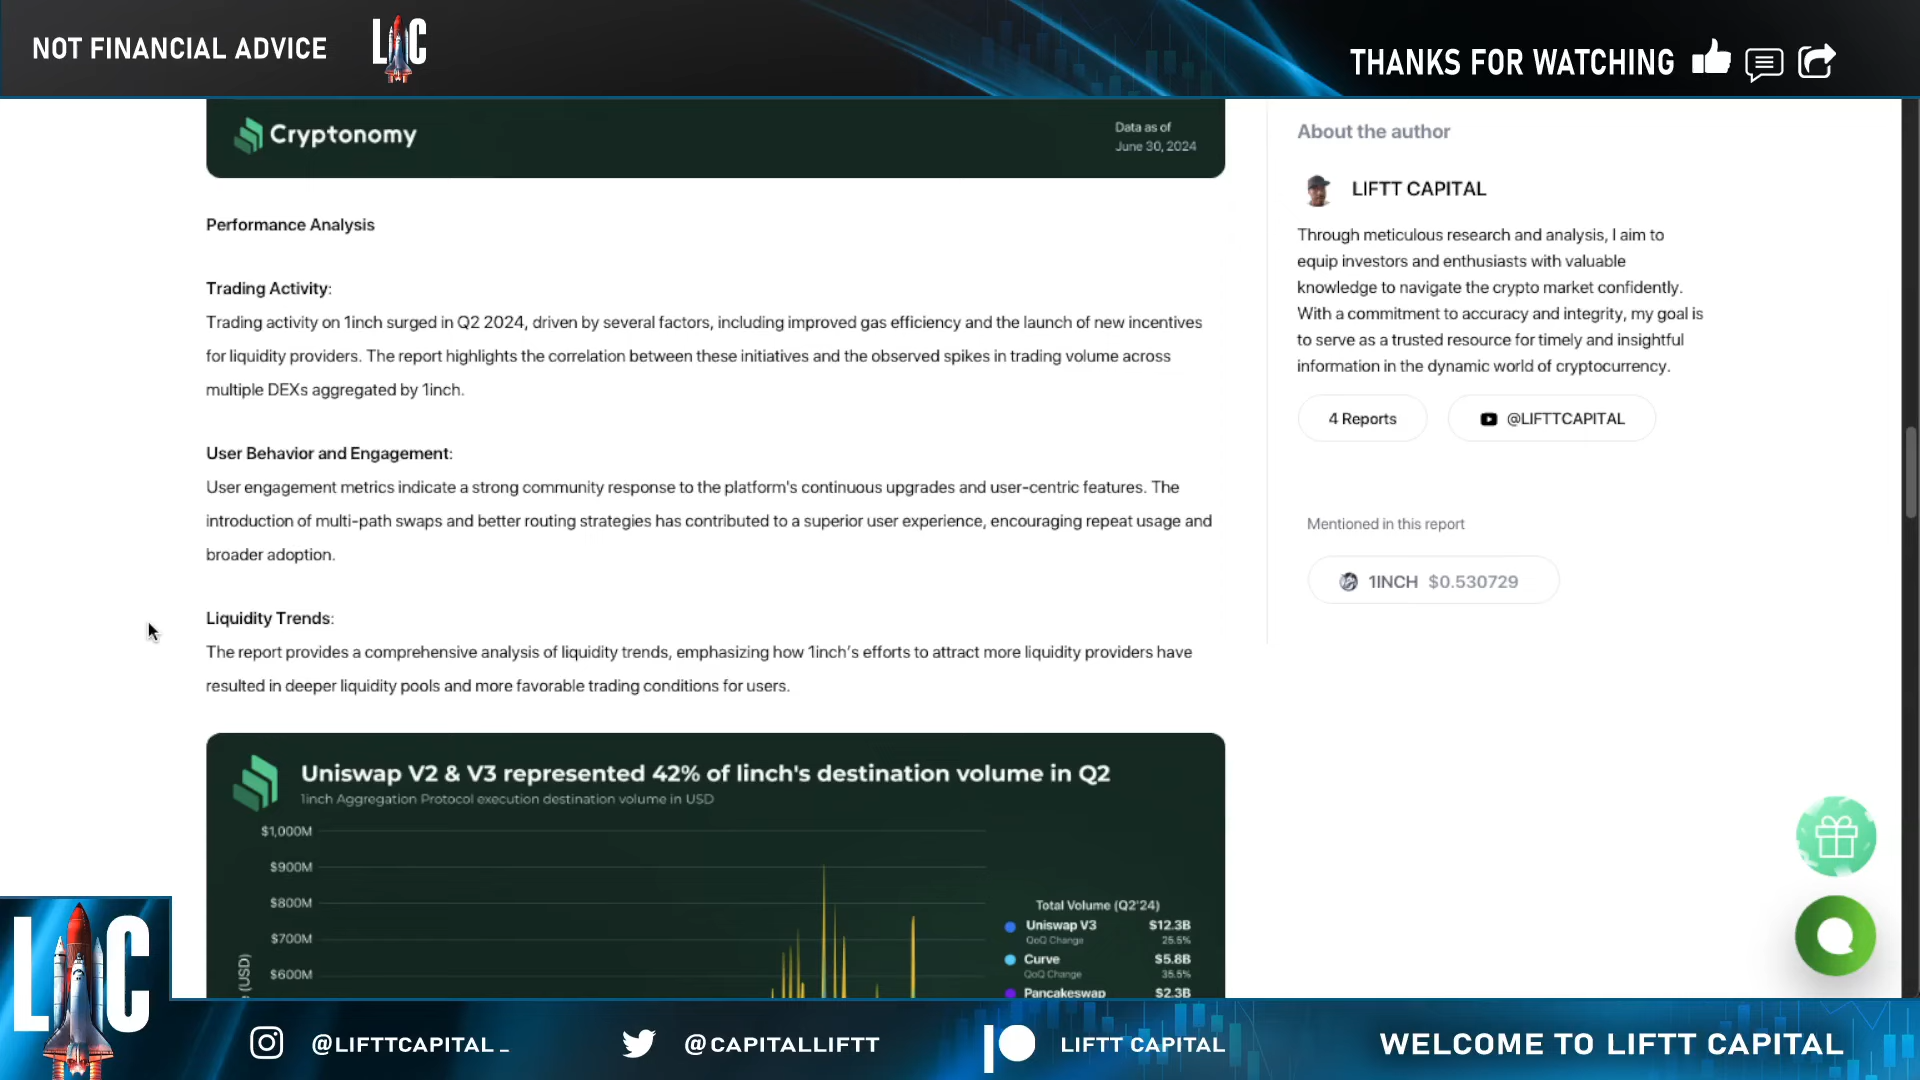 NOT FINANCIAL ADVICE
LC
THANKS FOR WATCHING
Cryptonomy
Data as of
June 30, 2024
Performance Analysis
Trading Activity:
Trading activity on 1inch surged in Q2 2024, driven by several factors, including improved gas efficiency and the launch of new incentives
for liquidity providers. The report highlights the correlation between these initiatives and the observed spikes in trading volume across
multiple DEXs aggregated by 1inch.
User Behavior and Engagement:
User engagement metrics indicate a strong community response to the platform's continuous upgrades and user-centric features. The
introduction of multi-path swaps and better routing strategies has contributed to a superior user experience, encouraging repeat usage and
broader adoption.
Liquidity Trends:
The report provides a comprehensive analysis of liquidity trends, emphasizing how 1inch's efforts to attract more liquidity providers have
resulted in deeper liquidity pools and more favorable trading conditions for users.
Uniswap V2 & V3 represented 42% of linch's destination volume in Q2
1inch Aggregation Protocol execution destination volume in USD
$1,000M
$900M
$800M
$700M
$600M
(USD)
Total Volume (Q2'24)
Uniswap V3 $12.3B
QoQ Change 25.5%
Curve $5.8B
QoQ Change 35.5%
Pancakeswap $2.3B
About the author
LIFTT CAPITAL
Through meticulous research and analysis, I aim to
equip investors and enthusiasts with valuable
knowledge to navigate the crypto market confidently.
With a commitment to accuracy and integrity, my goal is
to serve as a trusted resource for timely and insightful
information in the dynamic world of cryptocurrency.
4 Reports
@LIFTTCAPITAL
Mentioned in this report
1INCH $0.530729
LC
@LIFTTCAPITAL_
@CAPITALLIFTT
LIFTT CAPITAL
WELCOME TO LIFTT CAPITAL